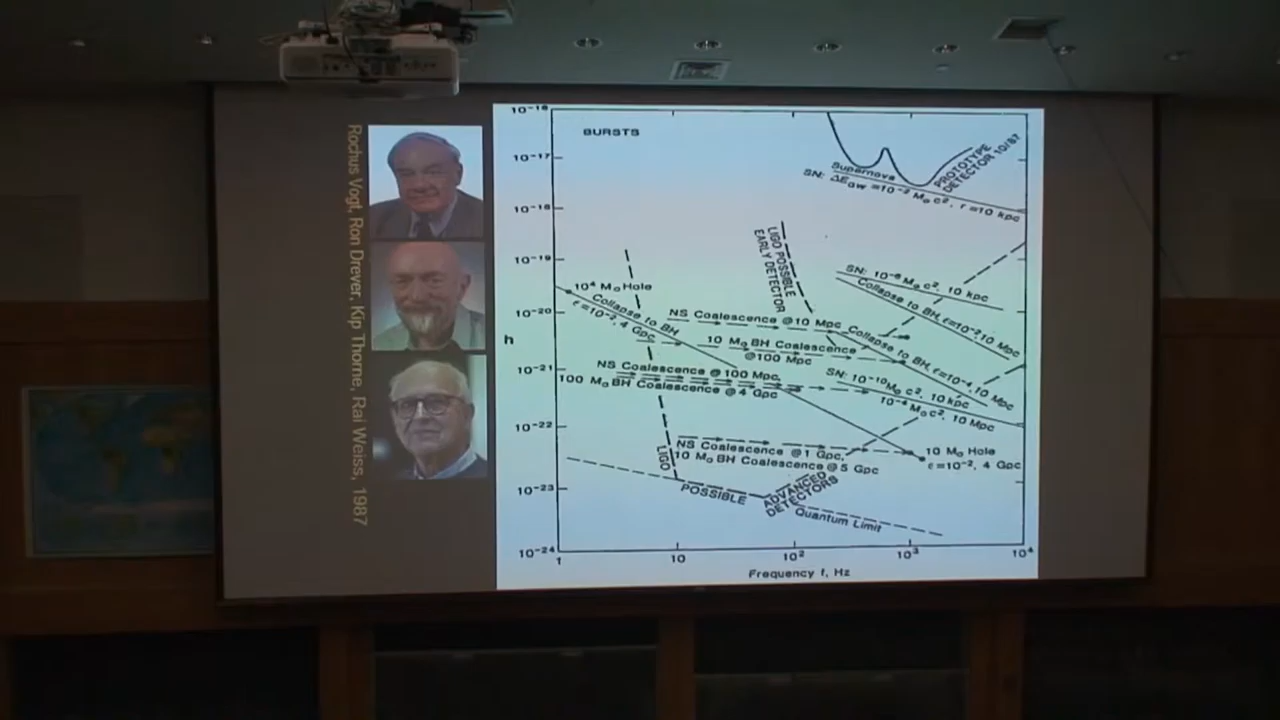 Rochus Vogt, Ron Drever, Kip Thorne, Rai Weiss, 1987
BURSTS
10⁻¹⁶
10⁻¹⁷
10⁻¹⁸
10⁻¹⁹
10⁻²⁰
10⁻²¹
10⁻²²
10⁻²³
10⁻²⁴
h
PROTOTYPE
DETECTOR 10/87
Supernova
SN: ΔE_GW = 10⁻² M⊙ c², r = 10 kpc
LIGO POSSIBLE
EARLY DETECTOR
SN: 10⁻⁸ M⊙ c², 10 kpc
Collapse to BH, ε=10⁻² 10 Mpc
10⁴ M⊙ Hole
Collapse to BH
ε=10⁻², 4 Gpc
NS Coalescence @ 10 Mpc
Collapse to BH, ε=10⁻⁴, 10 Mpc
10 M⊙ BH Coalescence
@100 Mpc
NS Coalescence @ 100 Mpc,
100 M⊙ BH Coalescence @ 4 Gpc
SN: 10⁻¹⁰ M⊙ c², 10 kpc
10⁻⁴ M⊙ c², 10 Mpc
NS Coalescence @ 1 Gpc,
10 M⊙ BH Coalescence @ 5 Gpc
10 M⊙ Hole
ε=10⁻², 4 Gpc
LIGO
POSSIBLE
ADVANCED
DETECTORS
Quantum Limit
1 10 10² 10³ 10⁴
Frequency f, Hz